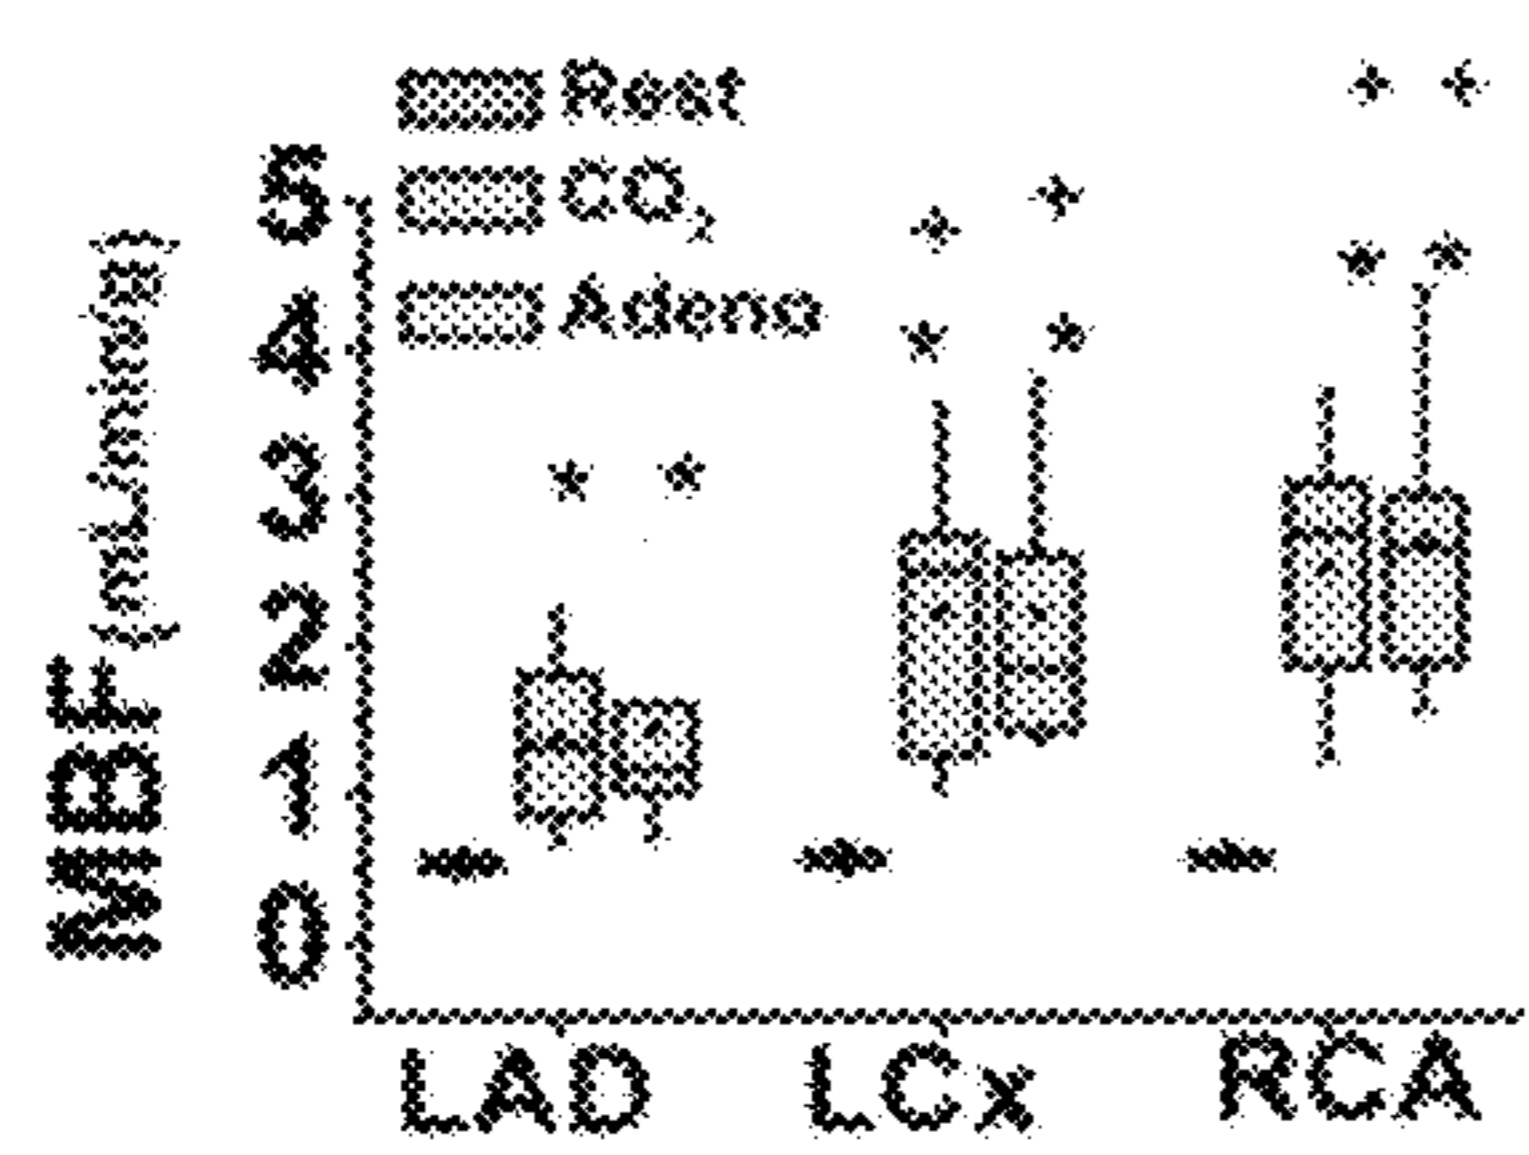 Rest
CO₂
Adeno
MBF (mL/min/g)
5
4
3
2
1
0
LAD
LCx
RCA